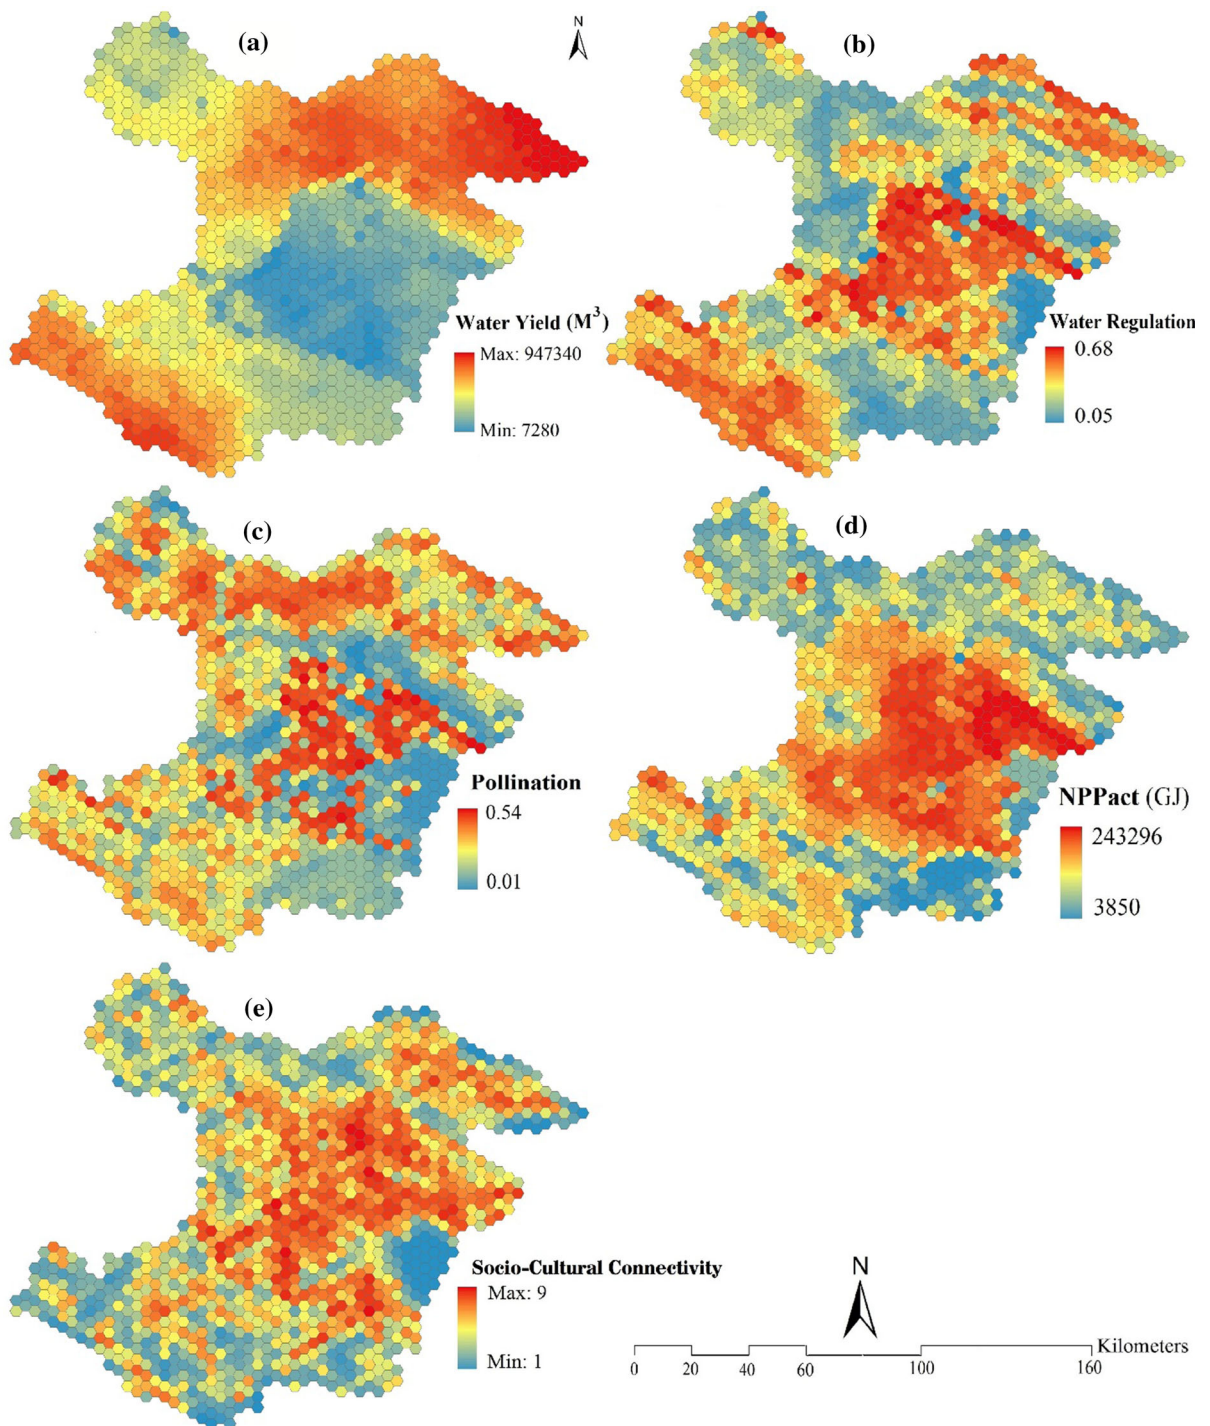 N
(a)
Water Yield (M³)
Max: 947340
Min: 7280
(b)
Water Regulation
0.68
0.05
(c)
Pollination
0.54
0.01
(d)
NPPact (GJ)
243296
3850
(e)
Socio-Cultural Connectivity
Max: 9
Min: 1
N
Kilometers
0 20 40 60 100 160